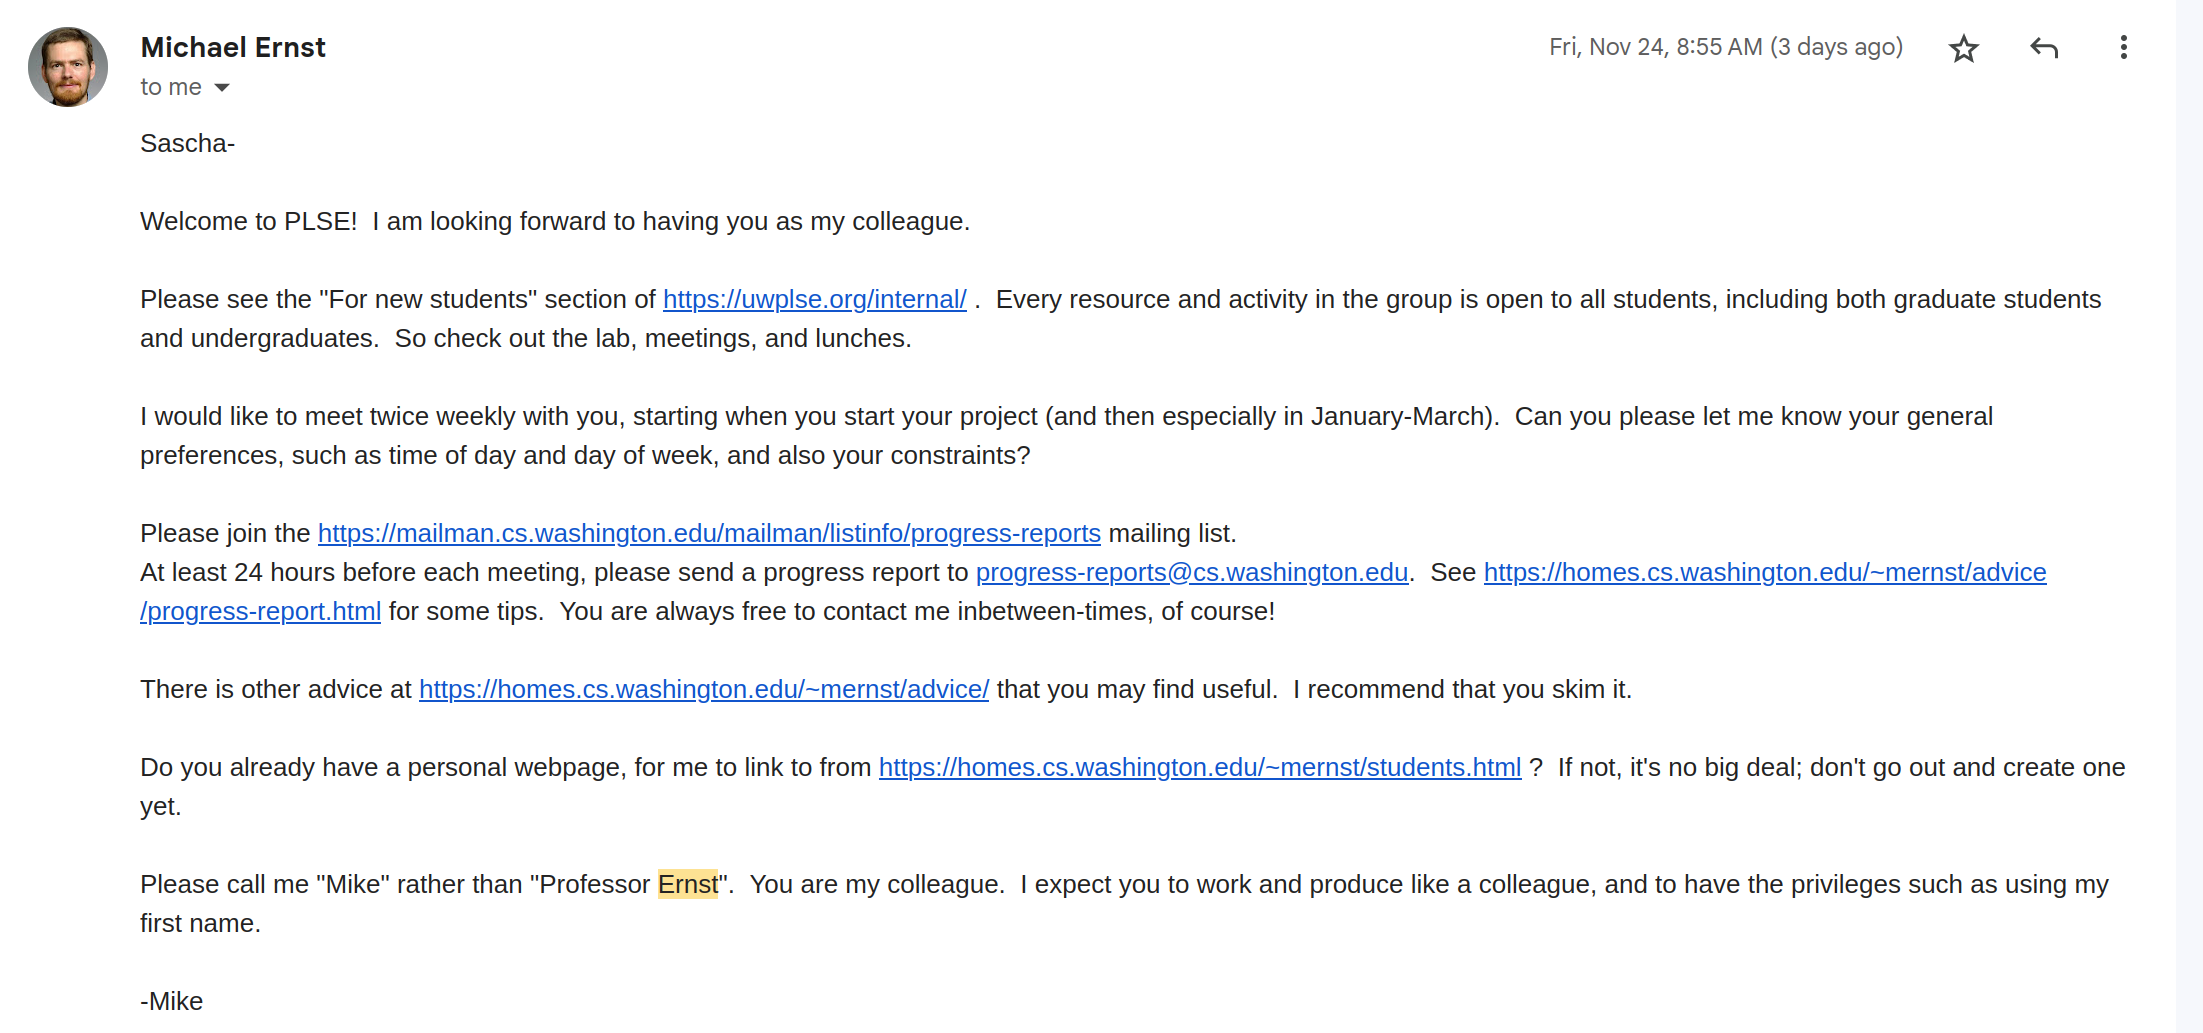 Michael Ernst
Fri, Nov 24, 8:55 AM (3 days ago)
to me
Sascha-
Welcome to PLSE!  I am looking forward to having you as my colleague.
Please see the "For new students" section of https://uwplse.org/internal/ .  Every resource and activity in the group is open to all students, including both graduate students
and undergraduates.  So check out the lab, meetings, and lunches.
I would like to meet twice weekly with you, starting when you start your project (and then especially in January-March).  Can you please let me know your general
preferences, such as time of day and day of week, and also your constraints?
Please join the https://mailman.cs.washington.edu/mailman/listinfo/progress-reports mailing list.
At least 24 hours before each meeting, please send a progress report to progress-reports@cs.washington.edu.  See https://homes.cs.washington.edu/~mernst/advice
/progress-report.html for some tips.  You are always free to contact me inbetween-times, of course!
There is other advice at https://homes.cs.washington.edu/~mernst/advice/ that you may find useful.  I recommend that you skim it.
Do you already have a personal webpage, for me to link to from https://homes.cs.washington.edu/~mernst/students.html ?  If not, it's no big deal; don't go out and create one
yet.
Please call me "Mike" rather than "Professor Ernst".  You are my colleague.  I expect you to work and produce like a colleague, and to have the privileges such as using my
first name.
-Mike